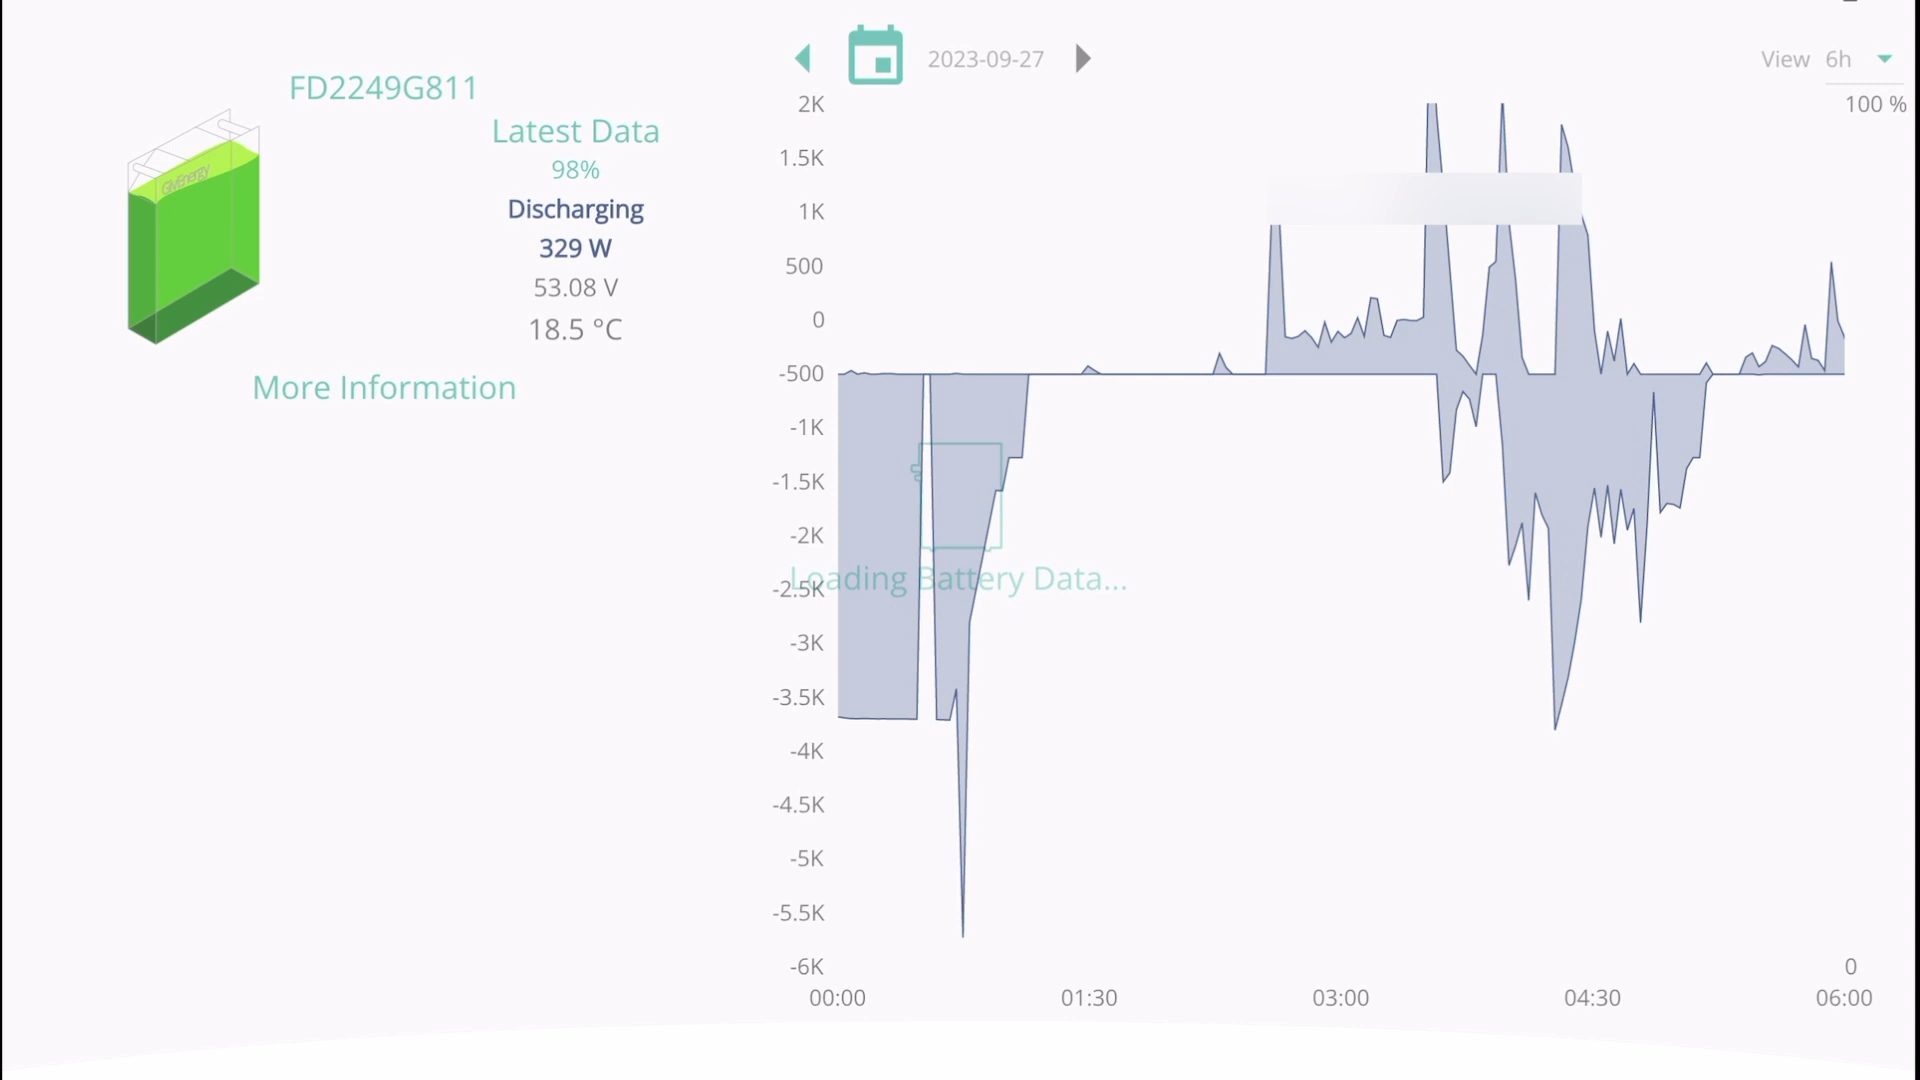 FD2249G811
GivEnergy
Latest Data
98%
Discharging
329 W
53.08 V
18.5 °C
More Information
2023-09-27
View 6h
100 %
2K
1.5K
1K
500
0
-500
-1K
-1.5K
-2K
-2.5K
-3K
-3.5K
-4K
-4.5K
-5K
-5.5K
-6K
Loading Battery Data...
0
00:00 01:30 03:00 04:30 06:00